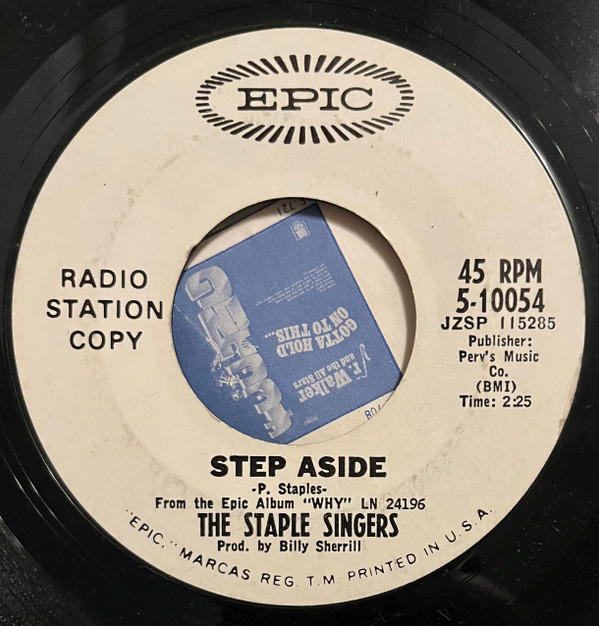 EPIC
RADIO
STATION
COPY
45 RPM
5-10054
JZSP 115285
Publisher:
Perv's Music
Co.
(BMI)
Time: 2:25
GOTTA HOLD
ON TO THIS...
Jr. Walker
and the All Stars
STEP ASIDE
-P. Staples-
From the Epic Album "WHY" LN 24196
THE STAPLE SINGERS
Prod. by Billy Sherrill
"EPIC," MARCAS REG. T.M. PRINTED IN U.S.A.